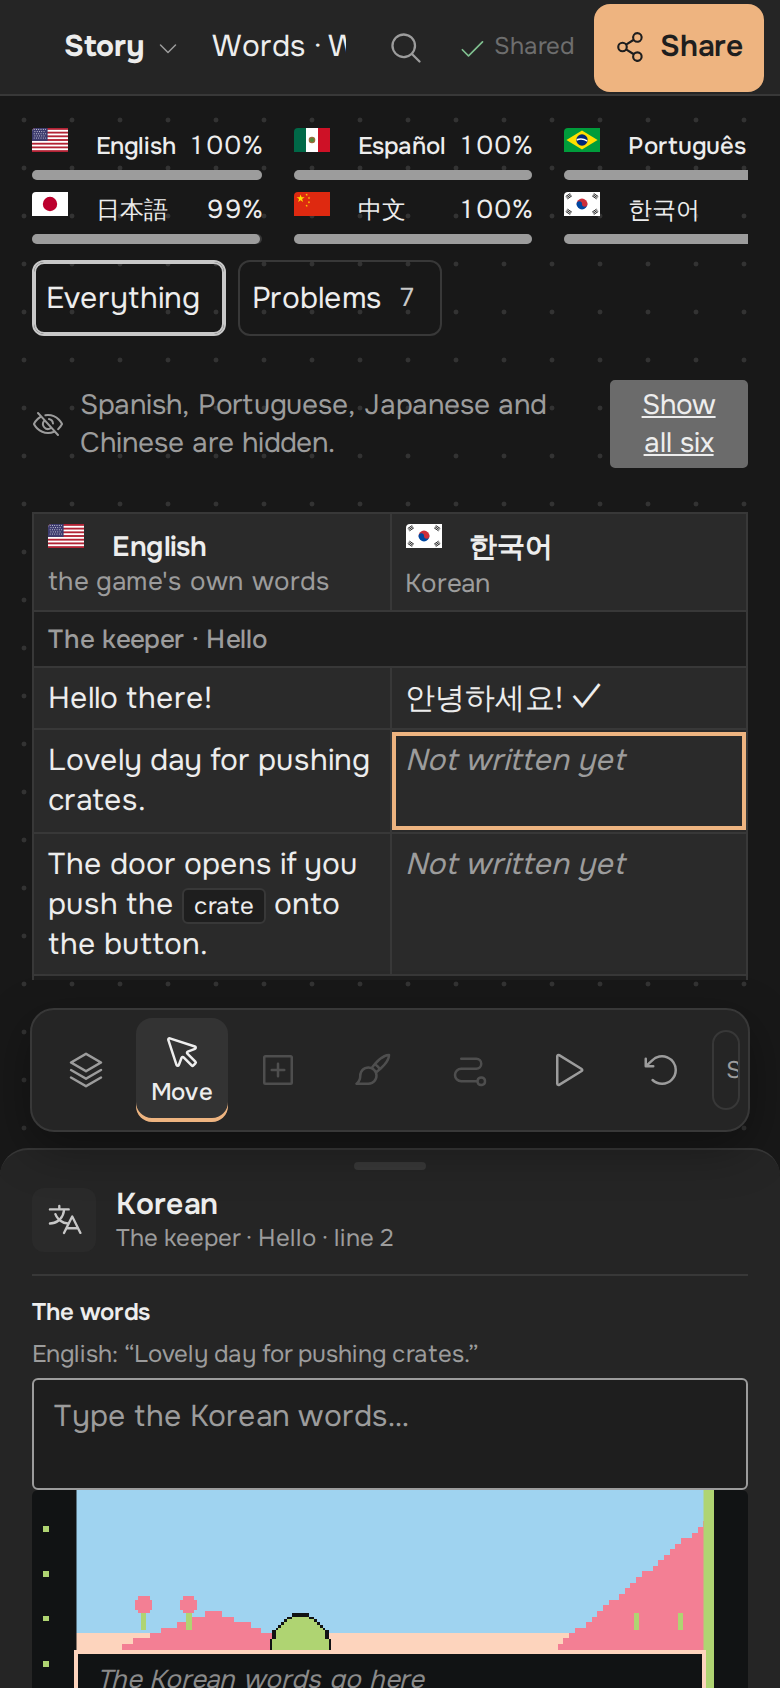 Story
Words · W
Shared
Share
English 100%
Español 100%
Português
日本語 99%
中文 100%
한국어
Everything
Problems 7
Spanish, Portuguese, Japanese and
Chinese are hidden.
Show
all six
English
the game's own words
한국어
Korean
The keeper · Hello
Hello there!
안녕하세요!
Lovely day for pushing
crates.
Not written yet
The door opens if you
push the crate onto
the button.
Not written yet
Move
S
Korean
The keeper · Hello · line 2
The words
English: “Lovely day for pushing crates.”
Type the Korean words...
The Korean words go here